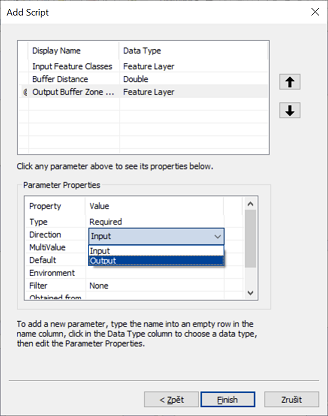 Add Script
Display Name Data Type
Input Feature Classes Feature Layer
Buffer Distance Double
Output Buffer Zone ... Feature Layer
Click any parameter above to see its properties below.
Parameter Properties
Property Value
Type Required
Direction Input
MultiValue Input
Default Output
Environment
Filter None
Obtained from
To add a new parameter, type the name into an empty row in the
name column, click in the Data Type column to choose a data type,
then edit the Parameter Properties.
< Zpět Finish Zrušit